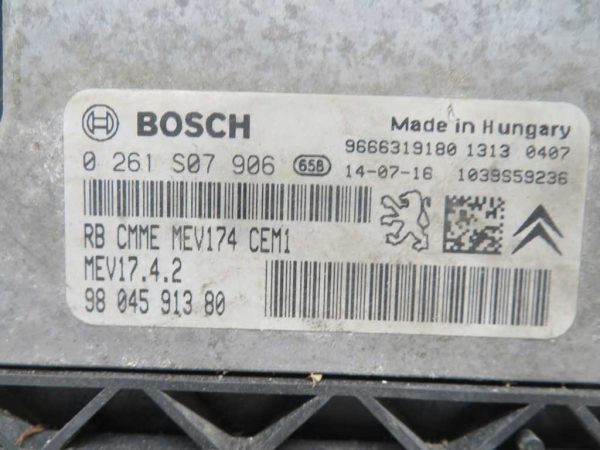 BOSCH
Made in Hungary
9666319180 1313 0407
0 261 S07 906 658
14-07-16 1039S59236
RB CMME MEV174 CEM1
MEV17.4.2
98 045 913 80